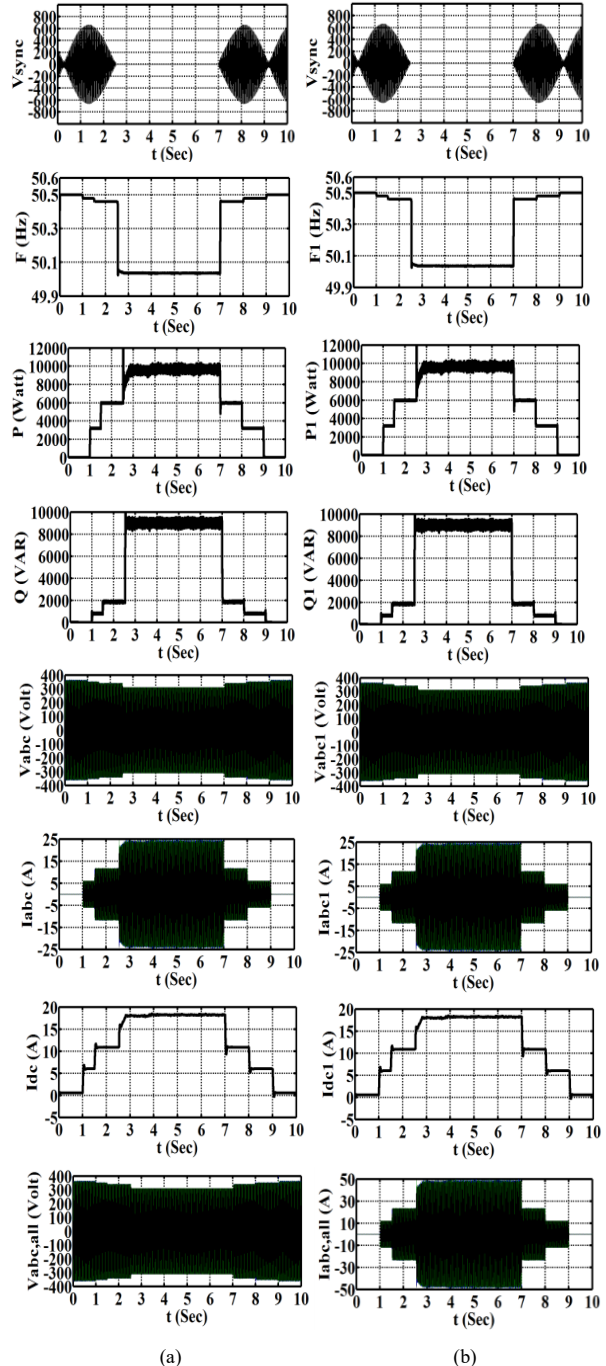 Vsync
800
600
400
200
0
-200
-400
-600
-800
0 1 2 3 4 5 6 7 8 9 10
t (Sec)
Vsync
800
600
400
200
0
-200
-400
-600
-800
0 1 2 3 4 5 6 7 8 9 10
t (Sec)
F (Hz)
50.6
50.5
50.3
50.1
49.9
0 1 2 3 4 5 6 7 8 9 10
t (Sec)
F1 (Hz)
50.6
50.5
50.3
50.1
49.9
0 1 2 3 4 5 6 7 8 9 10
t (Sec)
P (Watt)
12000
10000
8000
6000
4000
2000
0
0 1 2 3 4 5 6 7 8 9 10
t (Sec)
P1 (Watt)
12000
10000
8000
6000
4000
2000
0
0 1 2 3 4 5 6 7 8 9 10
t (Sec)
Q (VAR)
10000
8000
6000
4000
2000
0
0 1 2 3 4 5 6 7 8 9 10
t (Sec)
Q1 (VAR)
10000
8000
6000
4000
2000
0
0 1 2 3 4 5 6 7 8 9 10
t (Sec)
Vabc (Volt)
400
300
200
100
0
-100
-200
-300
-400
0 1 2 3 4 5 6 7 8 9 10
t (Sec)
Vabc1 (Volt)
400
300
200
100
0
-100
-200
-300
-400
0 1 2 3 4 5 6 7 8 9 10
t (Sec)
Iabc (A)
25
15
5
-5
-15
-25
0 1 2 3 4 5 6 7 8 9 10
t (Sec)
Iabc1 (A)
25
15
5
-5
-15
-25
0 1 2 3 4 5 6 7 8 9 10
t (Sec)
Idc (A)
20
15
10
5
0
-5
0 1 2 3 4 5 6 7 8 9 10
t (Sec)
Idc1 (A)
20
15
10
5
0
-5
0 1 2 3 4 5 6 7 8 9 10
t (Sec)
Vabc,all (Volt)
400
300
200
100
0
-100
-200
-300
-400
0 1 2 3 4 5 6 7 8 9 10
t (Sec)
Iabc,all (A)
50
30
10
-10
-30
-50
0 1 2 3 4 5 6 7 8 9 10
t (Sec)
(a)
(b)